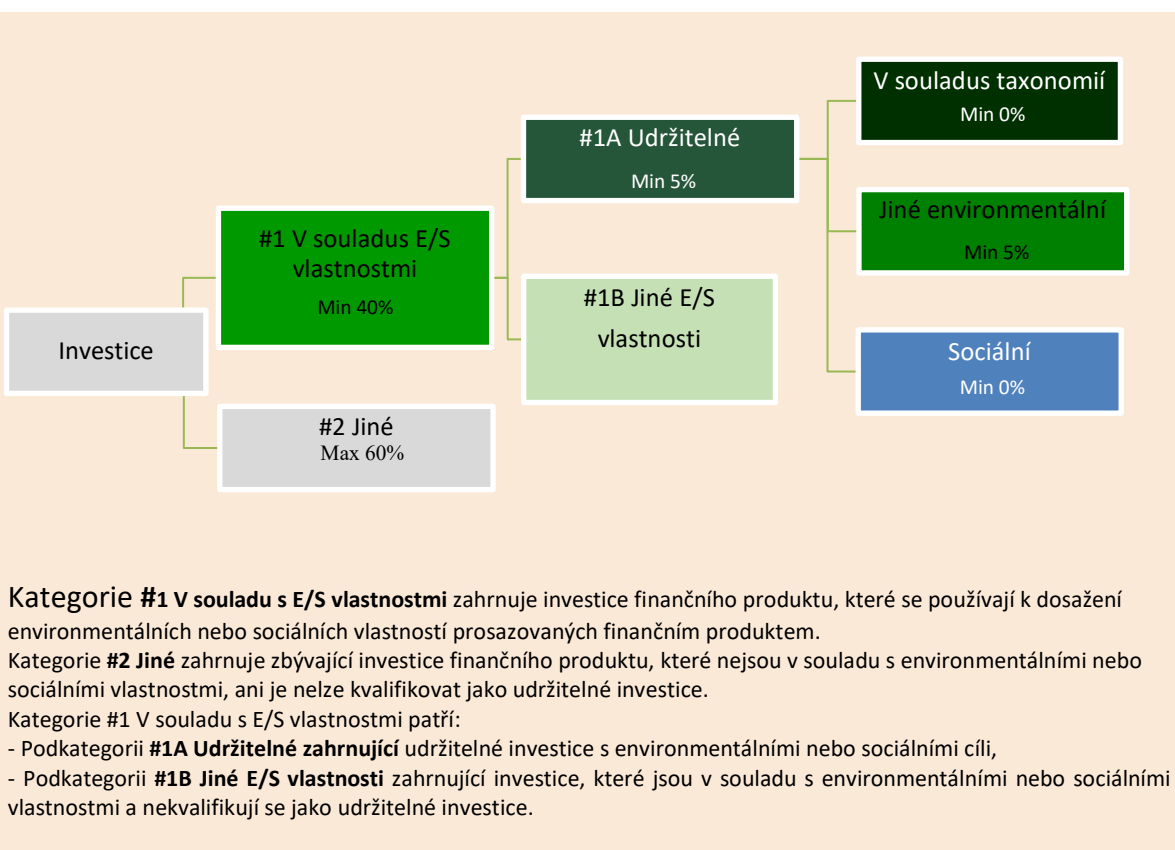 V souladus taxonomií
Min 0%
#1A Udržitelné
Min 5%
Jiné environmentální
Min 5%
#1 V souladus E/S
vlastnostmi
Min 40%
#1B Jiné E/S
vlastnosti
Investice
Sociální
Min 0%
#2 Jiné
Max 60%
Kategorie #1 V souladu s E/S vlastnostmi zahrnuje investice finančního produktu, které se používají k dosažení
environmentálních nebo sociálních vlastností prosazovaných finančním produktem.
Kategorie #2 Jiné zahrnuje zbývající investice finančního produktu, které nejsou v souladu s environmentálními nebo
sociálními vlastnostmi, ani je nelze kvalifikovat jako udržitelné investice.
Kategorie #1 V souladu s E/S vlastnostmi patří:
- Podkategorii #1A Udržitelné zahrnující udržitelné investice s environmentálními nebo sociálními cíli,
- Podkategorii #1B Jiné E/S vlastnosti zahrnující investice, které jsou v souladu s environmentálními nebo sociálními
vlastnostmi a nekvalifikují se jako udržitelné investice.